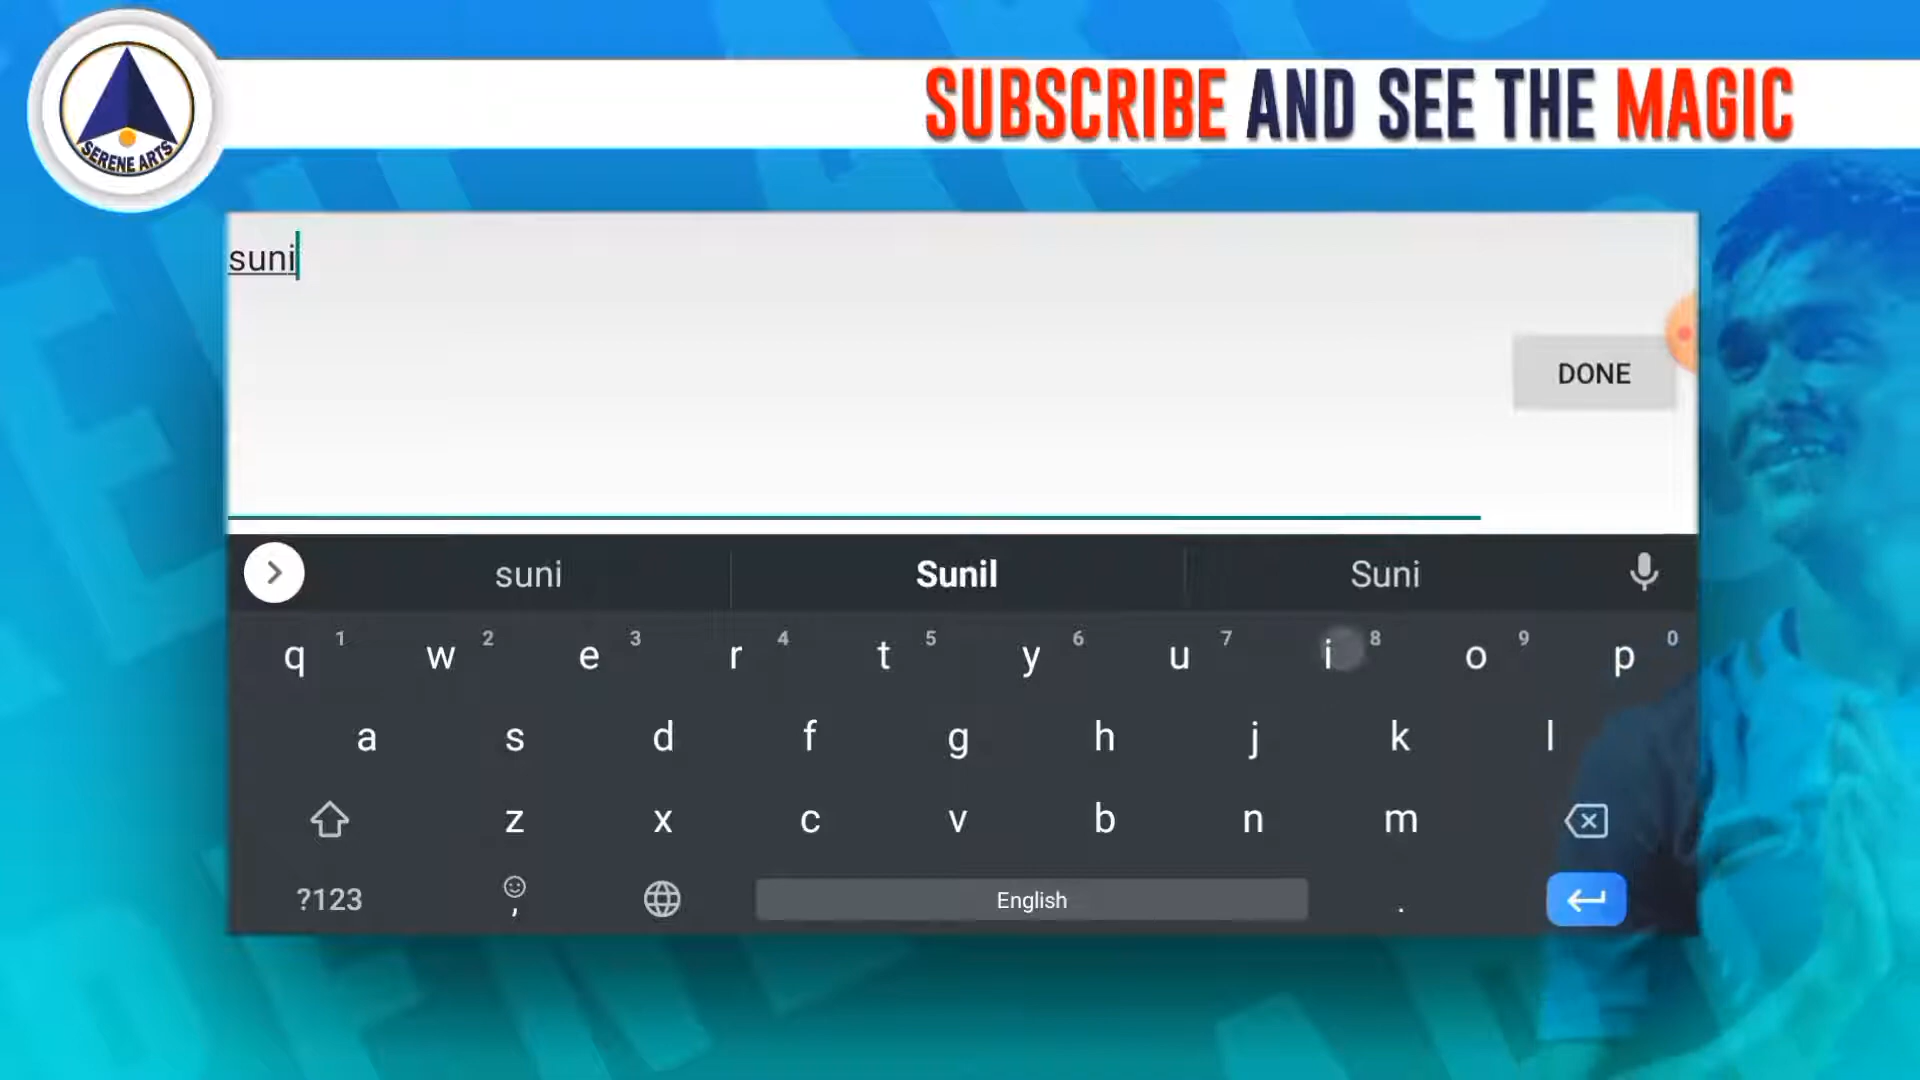 SUBSCRIBE AND SEE THE MAGIC
SERENE ARTS
suni
DONE
suni Sunil Suni
q 1 w 2 e 3 r 4 t 5 y 6 u 7 i 8 o 9 p 0
a s d f g h j k l
z x c v b n m
?123 , English .